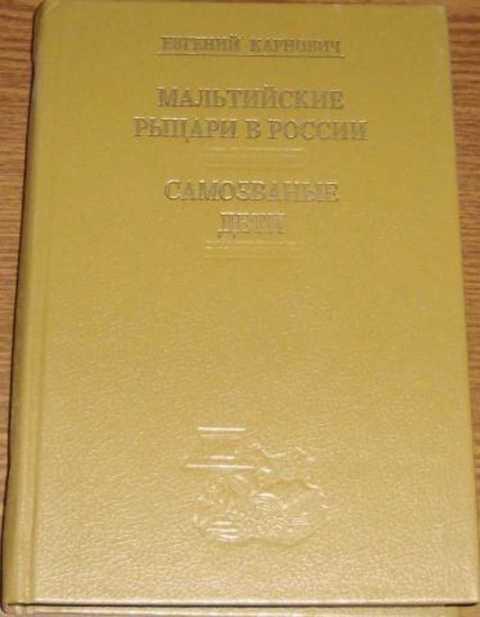 ЕВГЕНИЙ КАРНОВИЧ
МАЛЬТИЙСКИЕ
РЫЦАРИ В РОССИИ
САМОЗВАНЫЕ
ДЕТИ